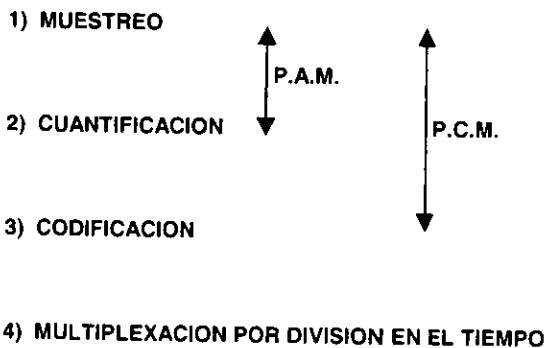 1) MUESTREO
P.A.M.
2) CUANTIFICACION
P.C.M.
3) CODIFICACION
4) MULTIPLEXACION POR DIVISION EN EL TIEMPO